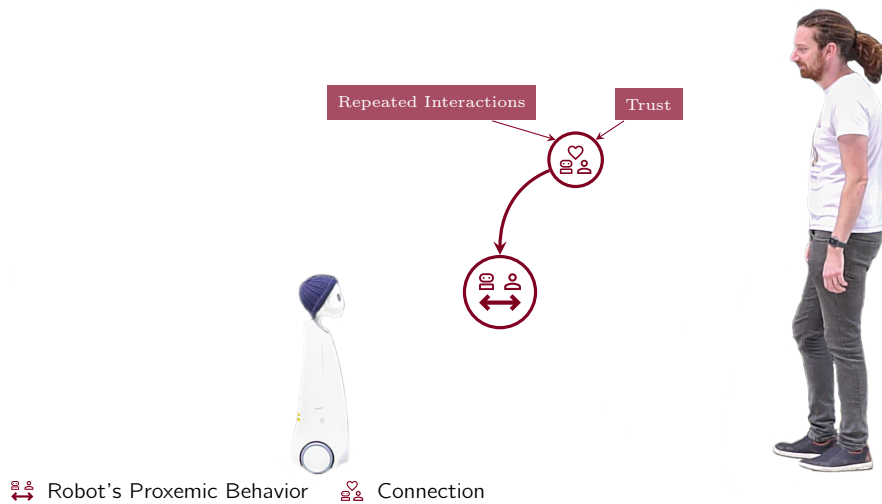 Repeated Interactions
Trust
Robot's Proxemic Behavior
Connection